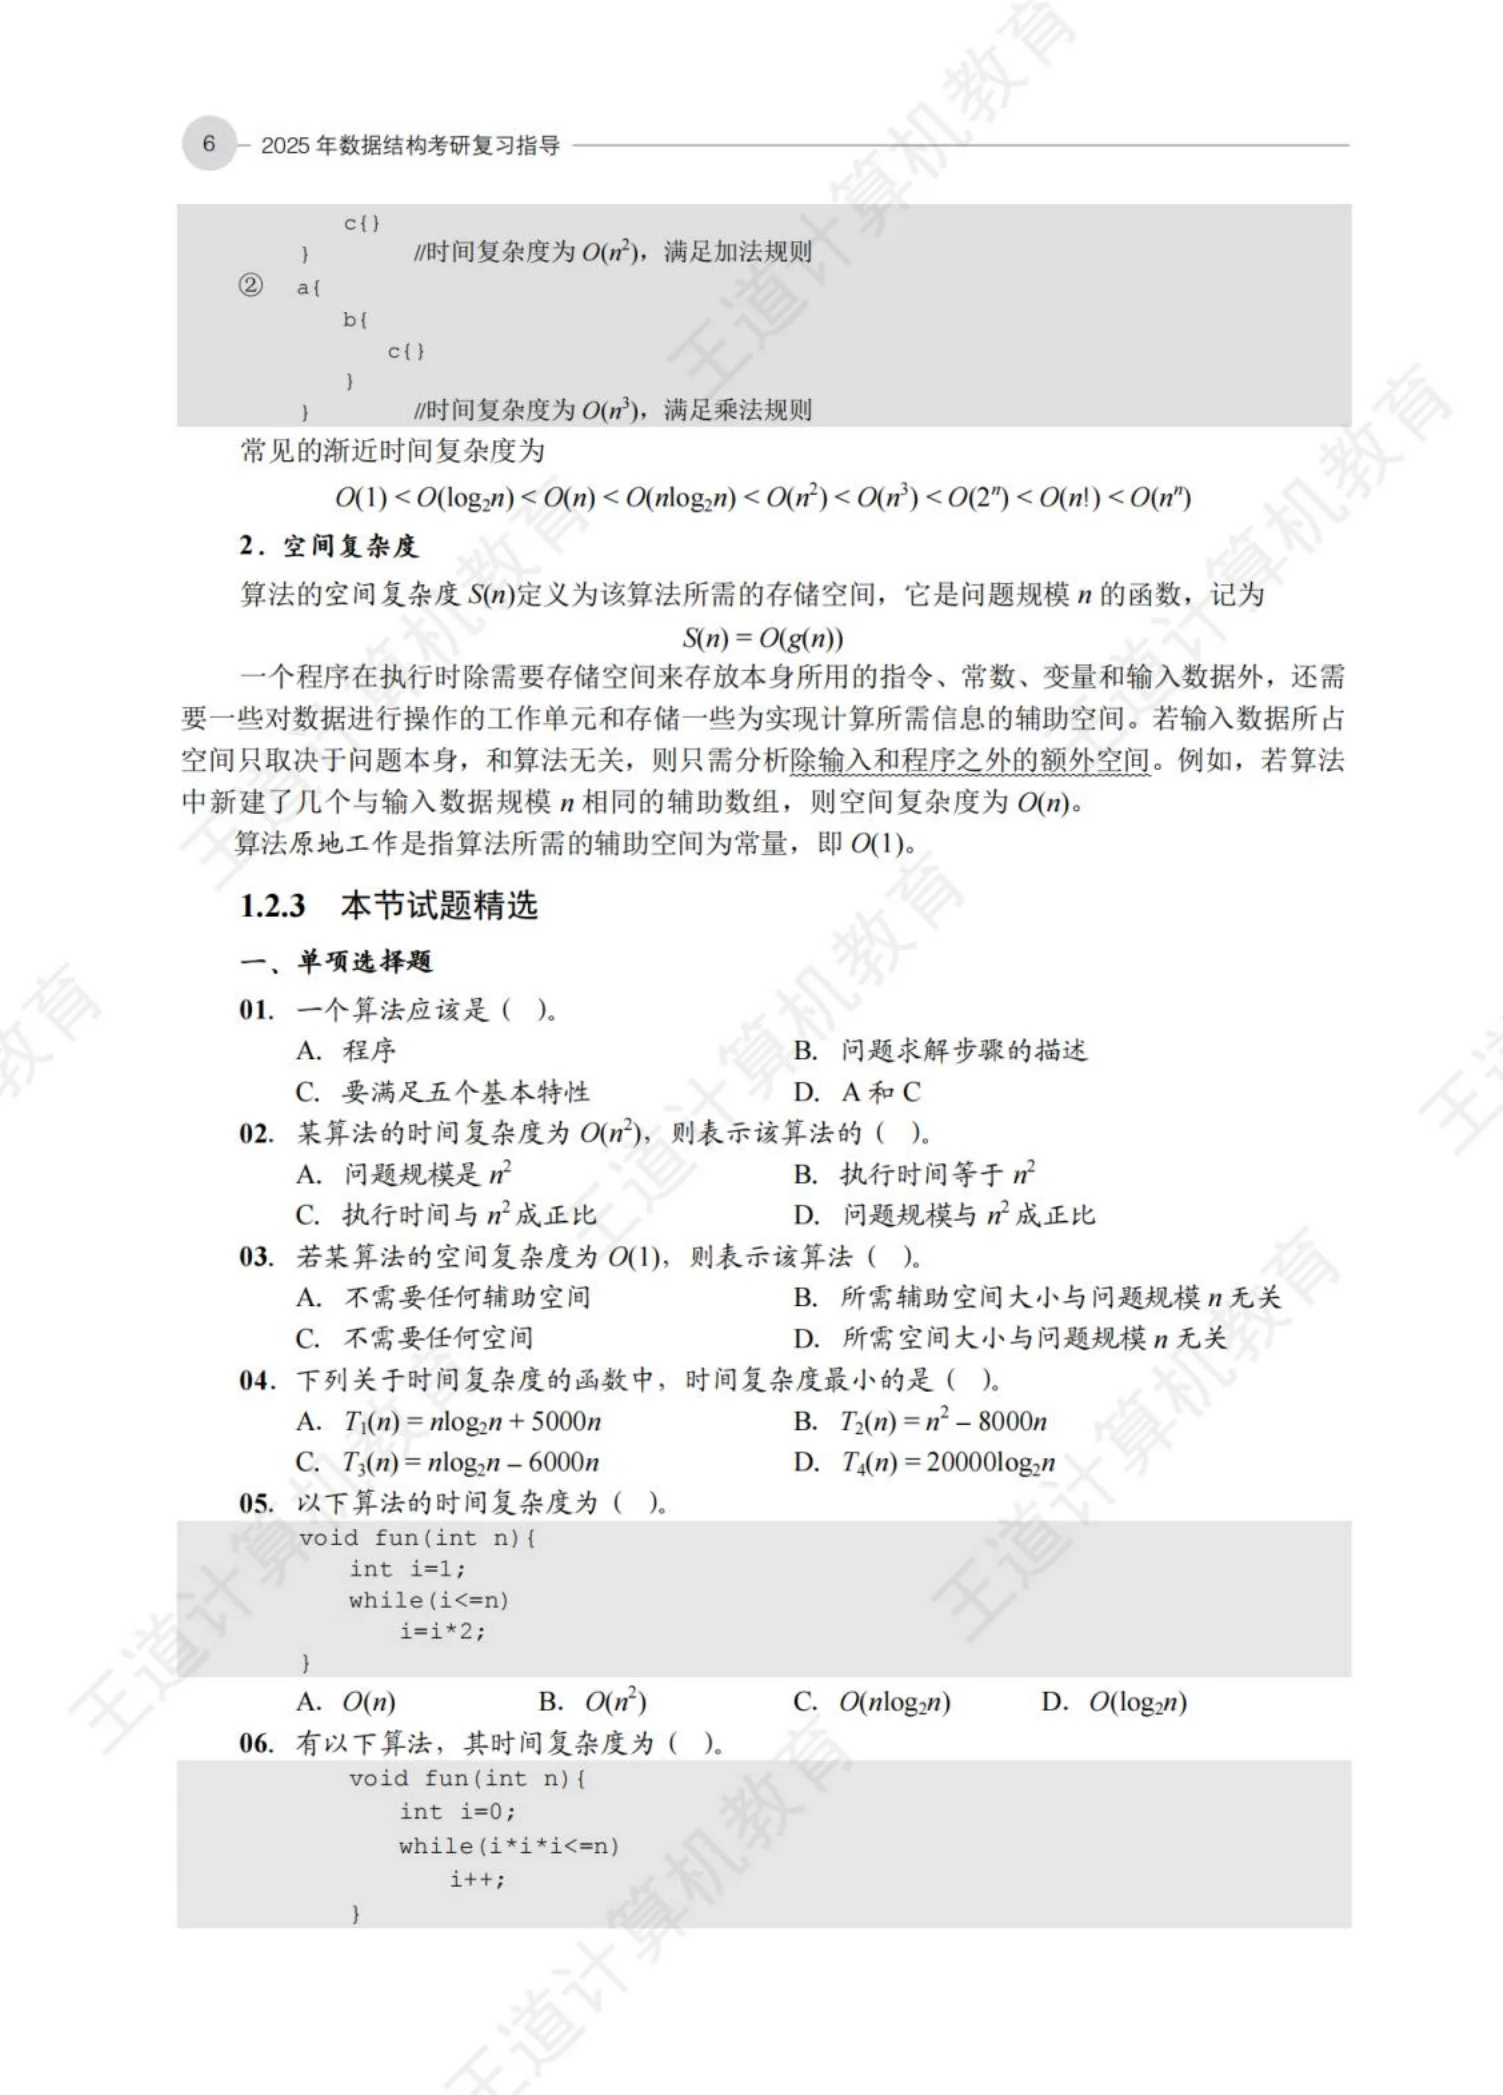 6 2025 年数据结构考研复习指导
c{}
} //时间复杂度为 O(n²)，满足加法规则
② a{
b{
c{}
}
} //时间复杂度为 O(n³)，满足乘法规则
常见的渐近时间复杂度为
O(1) < O(log₂n) < O(n) < O(nlog₂n) < O(n²) < O(n³) < O(2ⁿ) < O(n!) < O(nⁿ)
2．空间复杂度
算法的空间复杂度 S(n)定义为该算法所需的存储空间，它是问题规模 n 的函数，记为
S(n) = O(g(n))
一个程序在执行时除需要存储空间来存放本身所用的指令、常数、变量和输入数据外，还需
要一些对数据进行操作的工作单元和存储一些为实现计算所需信息的辅助空间。若输入数据所占
空间只取决于问题本身，和算法无关，则只需分析除输入和程序之外的额外空间。例如，若算法
中新建了几个与输入数据规模 n 相同的辅助数组，则空间复杂度为 O(n)。
算法原地工作是指算法所需的辅助空间为常量，即 O(1)。
1.2.3 本节试题精选
一、单项选择题
01. 一个算法应该是（ ）。
A. 程序 B. 问题求解步骤的描述
C. 要满足五个基本特性 D. A 和 C
02. 某算法的时间复杂度为 O(n²)，则表示该算法的（ ）。
A. 问题规模是 n² B. 执行时间等于 n²
C. 执行时间与 n² 成正比 D. 问题规模与 n² 成正比
03. 若某算法的空间复杂度为 O(1)，则表示该算法（ ）。
A. 不需要任何辅助空间 B. 所需辅助空间大小与问题规模 n 无关
C. 不需要任何空间 D. 所需空间大小与问题规模 n 无关
04. 下列关于时间复杂度的函数中，时间复杂度最小的是（ ）。
A. T₁(n) = nlog₂n + 5000n B. T₂(n) = n² – 8000n
C. T₃(n) = nlog₂n – 6000n D. T₄(n) = 20000log₂n
05. 以下算法的时间复杂度为（ ）。
void fun(int n){
int i=1;
while(i<=n)
i=i*2;
}
A. O(n) B. O(n²) C. O(nlog₂n) D. O(log₂n)
06. 有以下算法，其时间复杂度为（ ）。
void fun(int n){
int i=0;
while(i*i*i<=n)
i++;
}
王道计算机教育